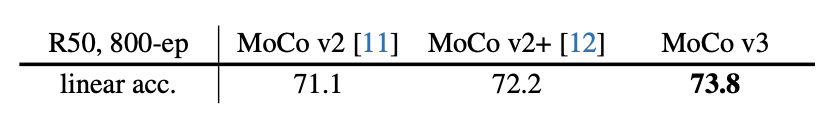 R50, 800-ep MoCo v2 [11] MoCo v2+ [12] MoCo v3
linear acc. 71.1 72.2 73.8